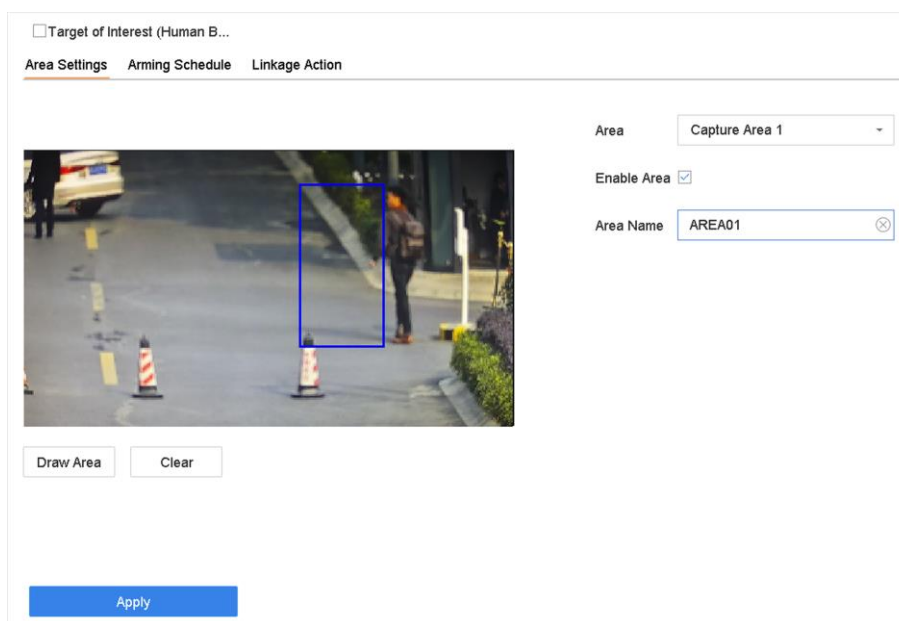 Target of Interest (Human B...
Area Settings Arming Schedule Linkage Action
Area Capture Area 1
Enable Area
Area Name AREA01
Draw Area Clear
Apply